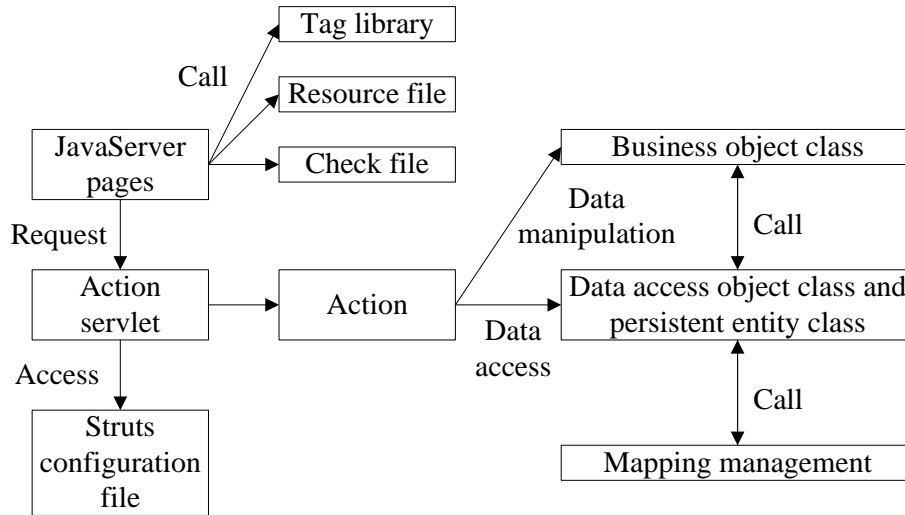 Tag library
Call
Resource file
JavaServer
pages
Check file
Business object class
Request
Data
manipulation
Call
Action
servlet
Action
Data access object class and
persistent entity class
Data
access
Access
Call
Struts
configuration
file
Mapping management